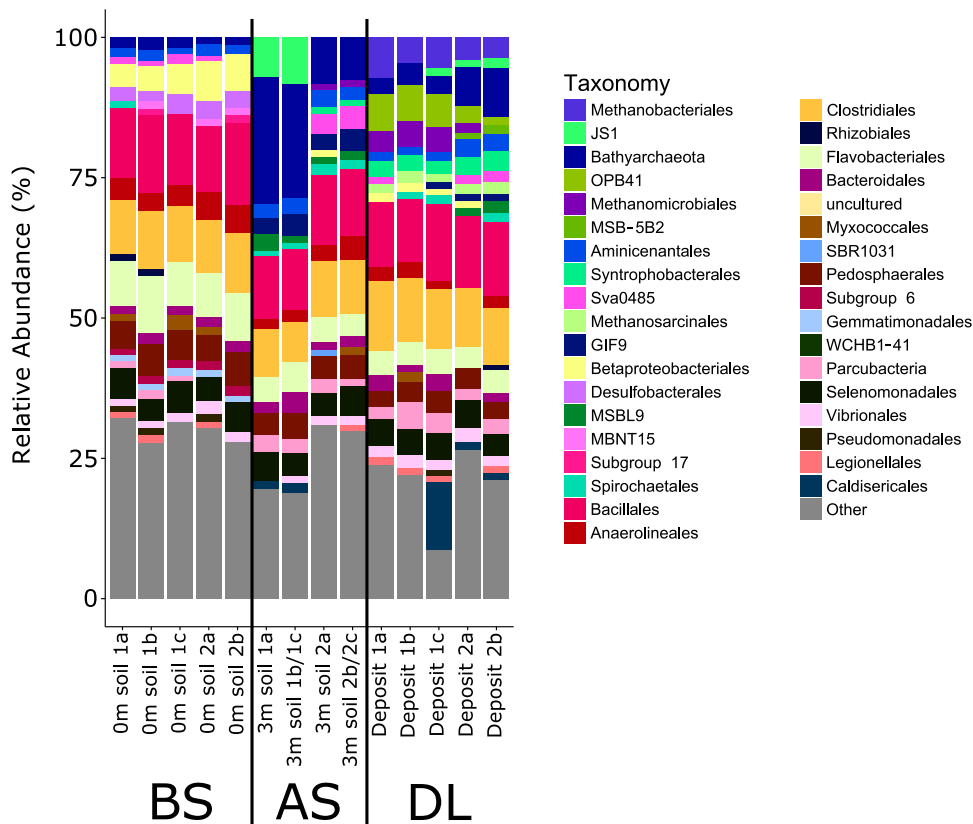 Relative Abundance (%)
100
75
50
25
0
0m soil 1a
0m soil 1b
0m soil 1c
0m soil 2a
0m soil 2b
3m soil 1a
3m soil 1b/1c
3m soil 2a
3m soil 2b/2c
Deposit 1a
Deposit 1b
Deposit 1c
Deposit 2a
Deposit 2b
BS
AS
DL
Taxonomy
Methanobacteriales
JS1
Bathyarchaeota
OPB41
Methanomicrobiales
MSB-5B2
Aminicenantales
Syntrophobacterales
Sva0485
Methanosarcinales
GIF9
Betaproteobacteriales
Desulfobacterales
MSBL9
MBNT15
Subgroup 17
Spirochaetales
Bacillales
Anaerolineales
Clostridiales
Rhizobiales
Flavobacteriales
Bacteroidales
uncultured
Myxococcales
SBR1031
Pedosphaerales
Subgroup 6
Gemmatimonadales
WCHB1-41
Parcubacteria
Selenomonadales
Vibrionales
Pseudomonadales
Legionellales
Caldisericales
Other